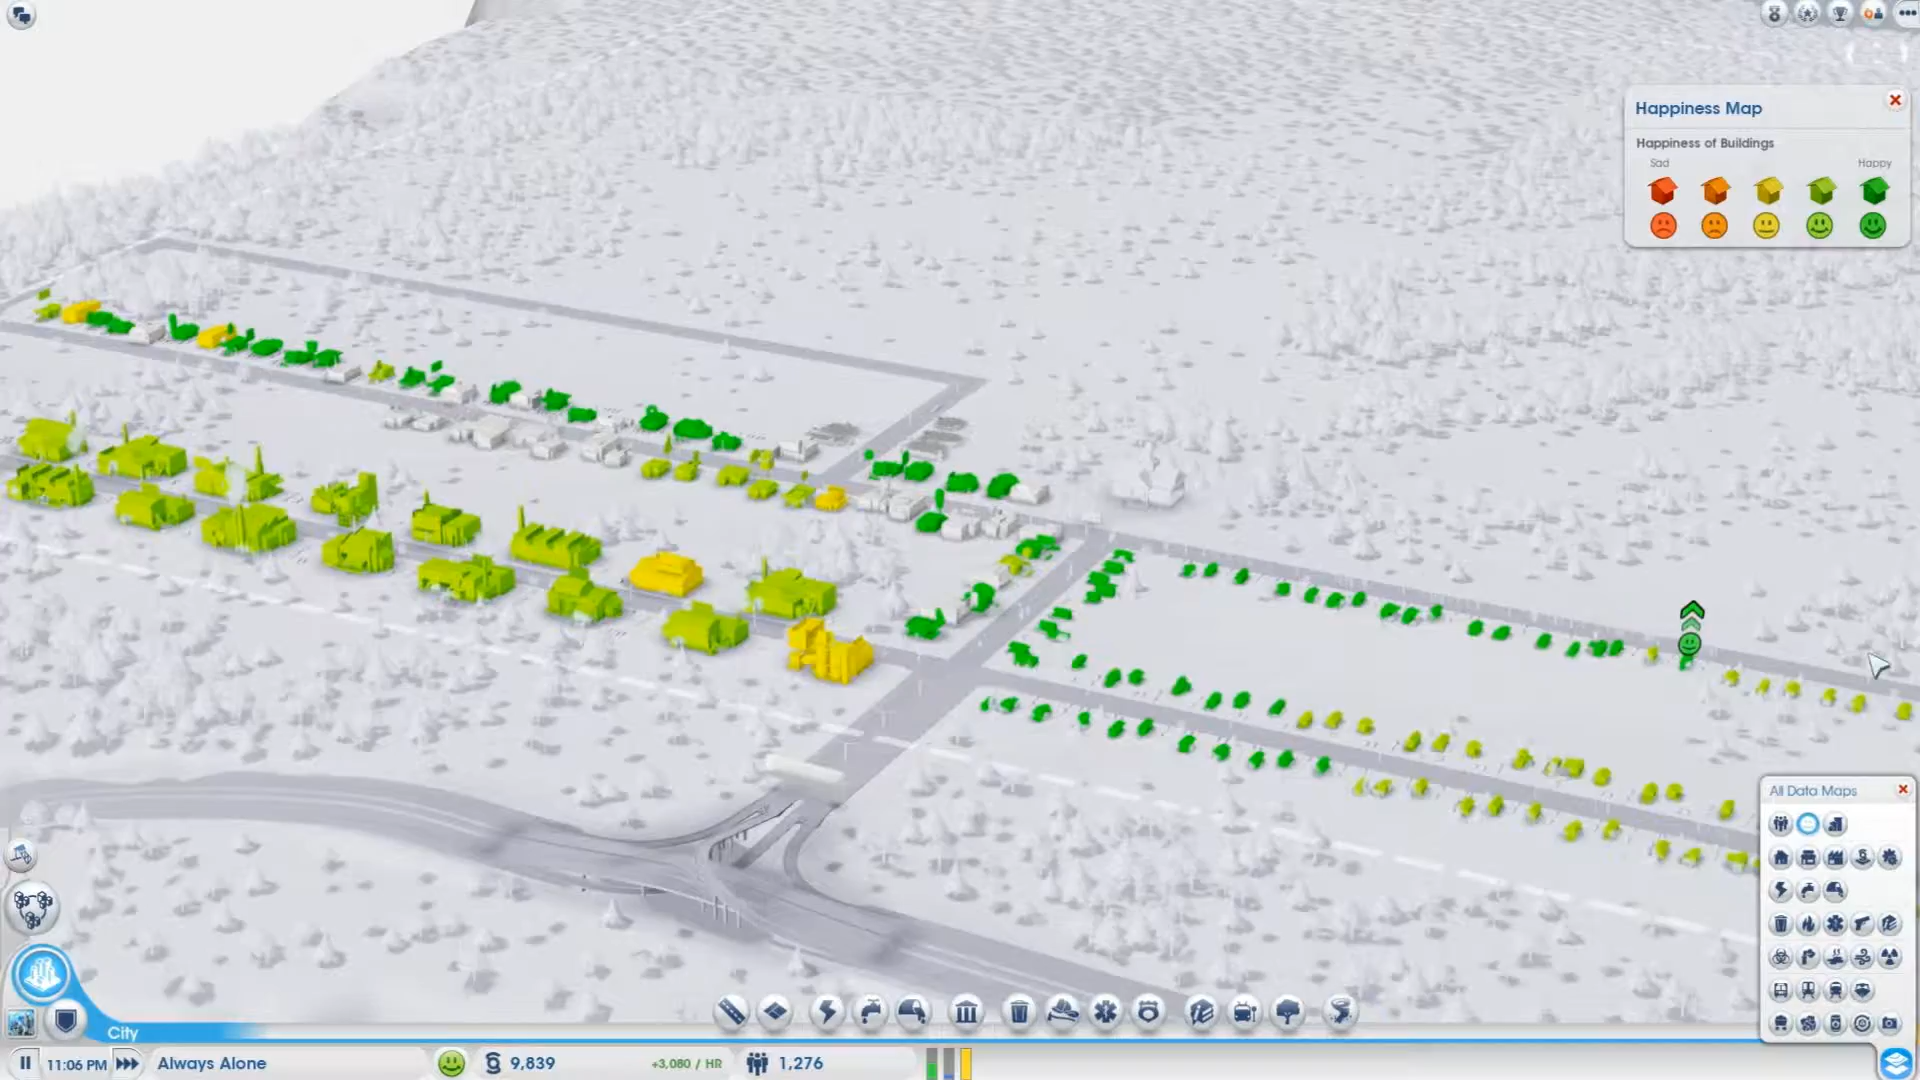 Happiness Map
Happiness of Buildings
Sad Happy
All Data Maps
City
11:06 PM Always Alone 9,839 +3,080 / HR 1,276